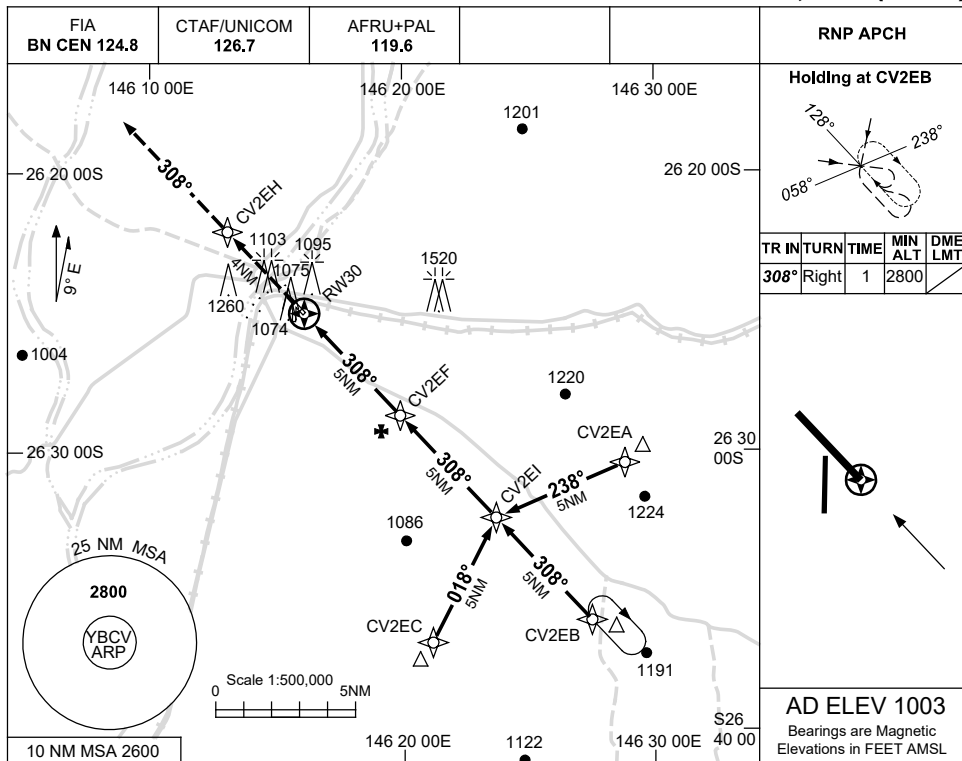 FIA
BN CEN 124.8
CTAF/UNICOM
126.7
AFRU+PAL
119.6
RNP APCH
146 10 00E
146 20 00E
146 30 00E
Holding at CV2EB
128°
238°
058°
TR IN TURN TIME MIN ALT DME LMT
308° Right 1 2800
1201
26 20 00S
26 20 00S
308°
CV2EH
9° E
1103
1095
4NM
1075
1520
1260
RW30
1074
1004
308°
5NM
1220
CV2EF
CV2EA
26 30 00S
26 30
00S
308°
5NM
CV2EI
238°
5NM
1224
1086
25 NM MSA
2800
YBCV
ARP
018°
5NM
308°
5NM
CV2EC
CV2EB
1191
Scale 1:500,000
0 5NM
AD ELEV 1003
Bearings are Magnetic
Elevations in FEET AMSL
S26
40 00
10 NM MSA 2600
146 20 00E
1122
146 30 00E